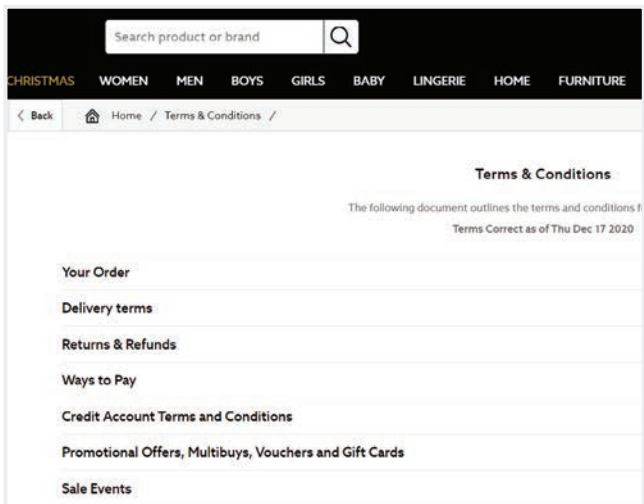 Search product or brand
CHRISTMAS WOMEN MEN BOYS GIRLS BABY LINGERIE HOME FURNITURE
Back Home / Terms & Conditions /
Terms & Conditions
The following document outlines the terms and conditions
Terms Correct as of Thu Dec 17 2020
Your Order
Delivery terms
Returns & Refunds
Ways to Pay
Credit Account Terms and Conditions
Promotional Offers, Multibuys, Vouchers and Gift Cards
Sale Events